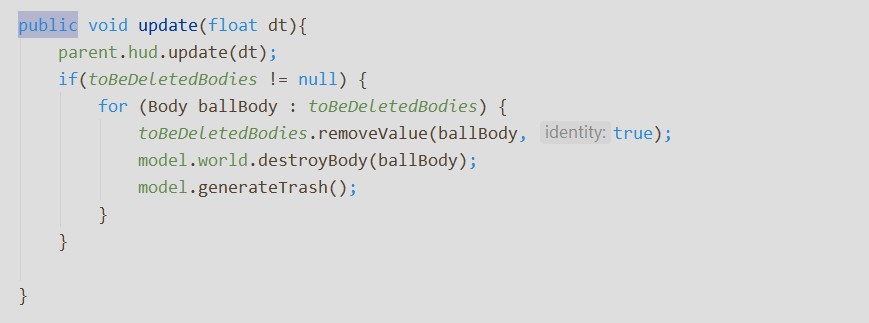 public void update(float dt){
    parent.hud.update(dt);
    if(toBeDeletedBodies != null) {
        for (Body ballBody : toBeDeletedBodies) {
            toBeDeletedBodies.removeValue(ballBody, identity: true);
            model.world.destroyBody(ballBody);
            model.generateTrash();
        }
    }
}